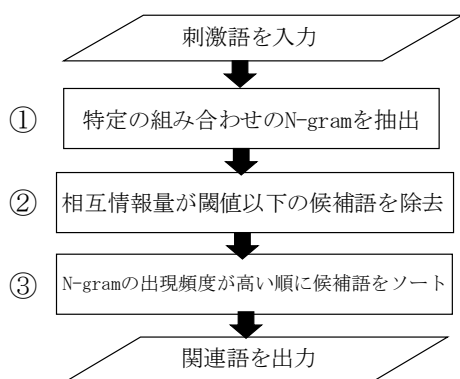 刺激語を入力
① 特定の組み合わせのN-gramを抽出
② 相互情報量が閾値以下の候補語を除去
③ N-gramの出現頻度が高い順に候補語をソート
関連語を出力